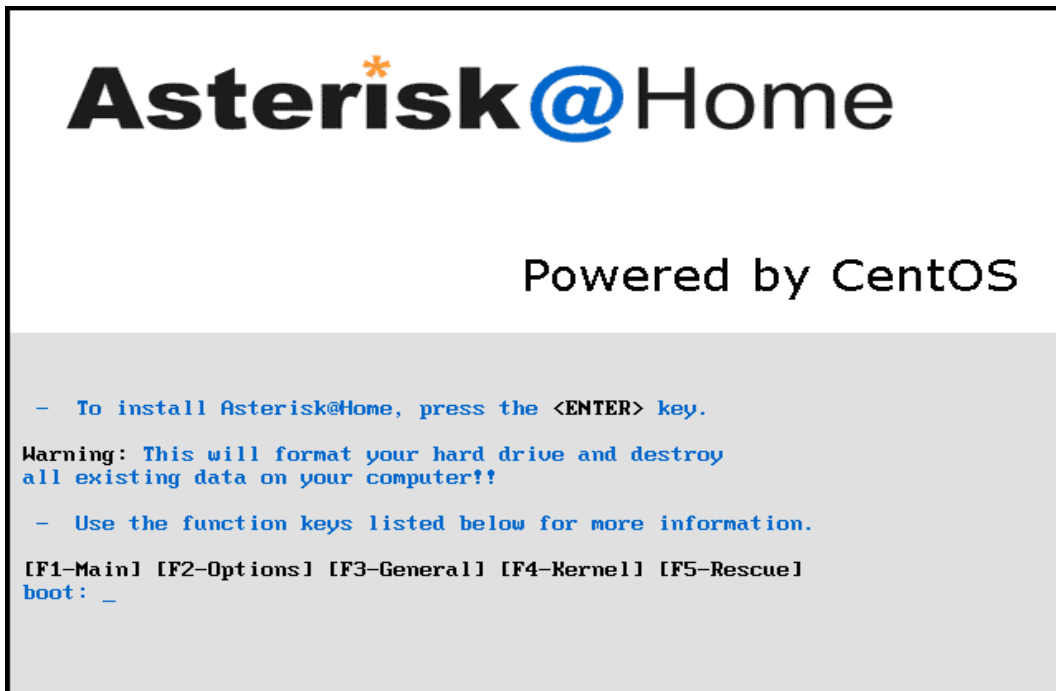 Asterisk@Home
Powered by CentOS
- To install Asterisk@Home, press the <ENTER> key.
Warning: This will format your hard drive and destroy
all existing data on your computer!!
- Use the function keys listed below for more information.
[F1-Main] [F2-Options] [F3-General] [F4-Kernel] [F5-Rescue]
boot: _